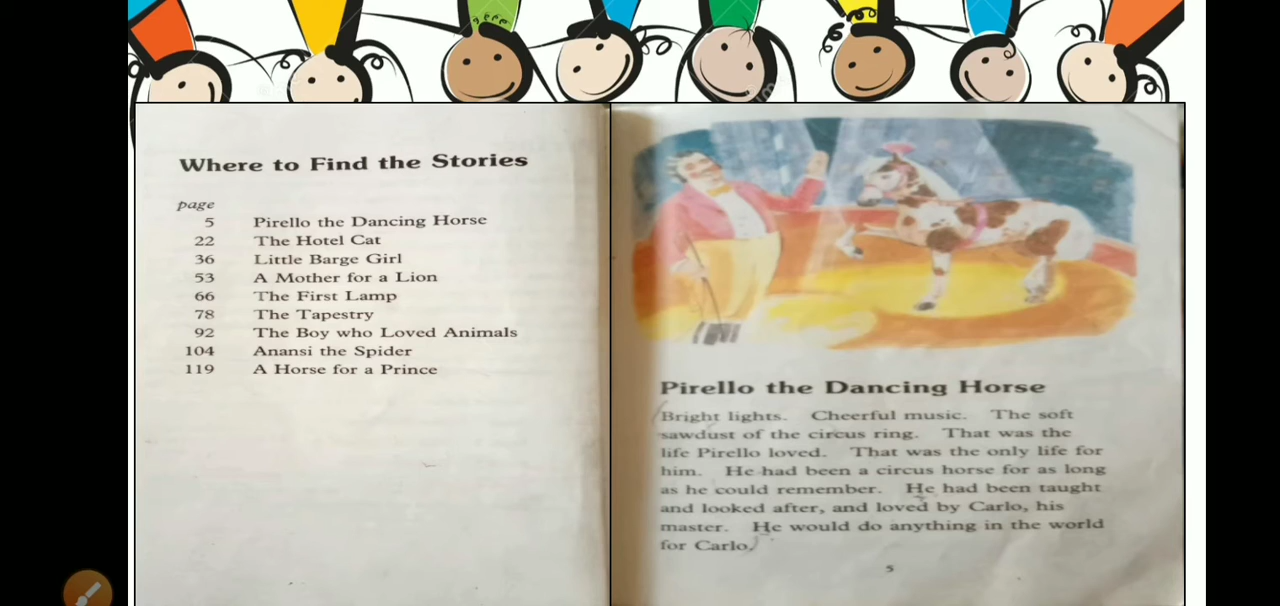 Where to Find the Stories
page
5 Pirello the Dancing Horse
22 The Hotel Cat
36 Little Barge Girl
53 A Mother for a Lion
66 The First Lamp
78 The Tapestry
92 The Boy who Loved Animals
104 Anansi the Spider
119 A Horse for a Prince
Pirello the Dancing Horse
Bright lights. Cheerful music. The soft
sawdust of the circus ring. That was the
life Pirello loved. That was the only life for
him. He had been a circus horse for as long
as he could remember. He had been taught
and looked after, and loved by Carlo, his
master. He would do anything in the world
for Carlo.
5